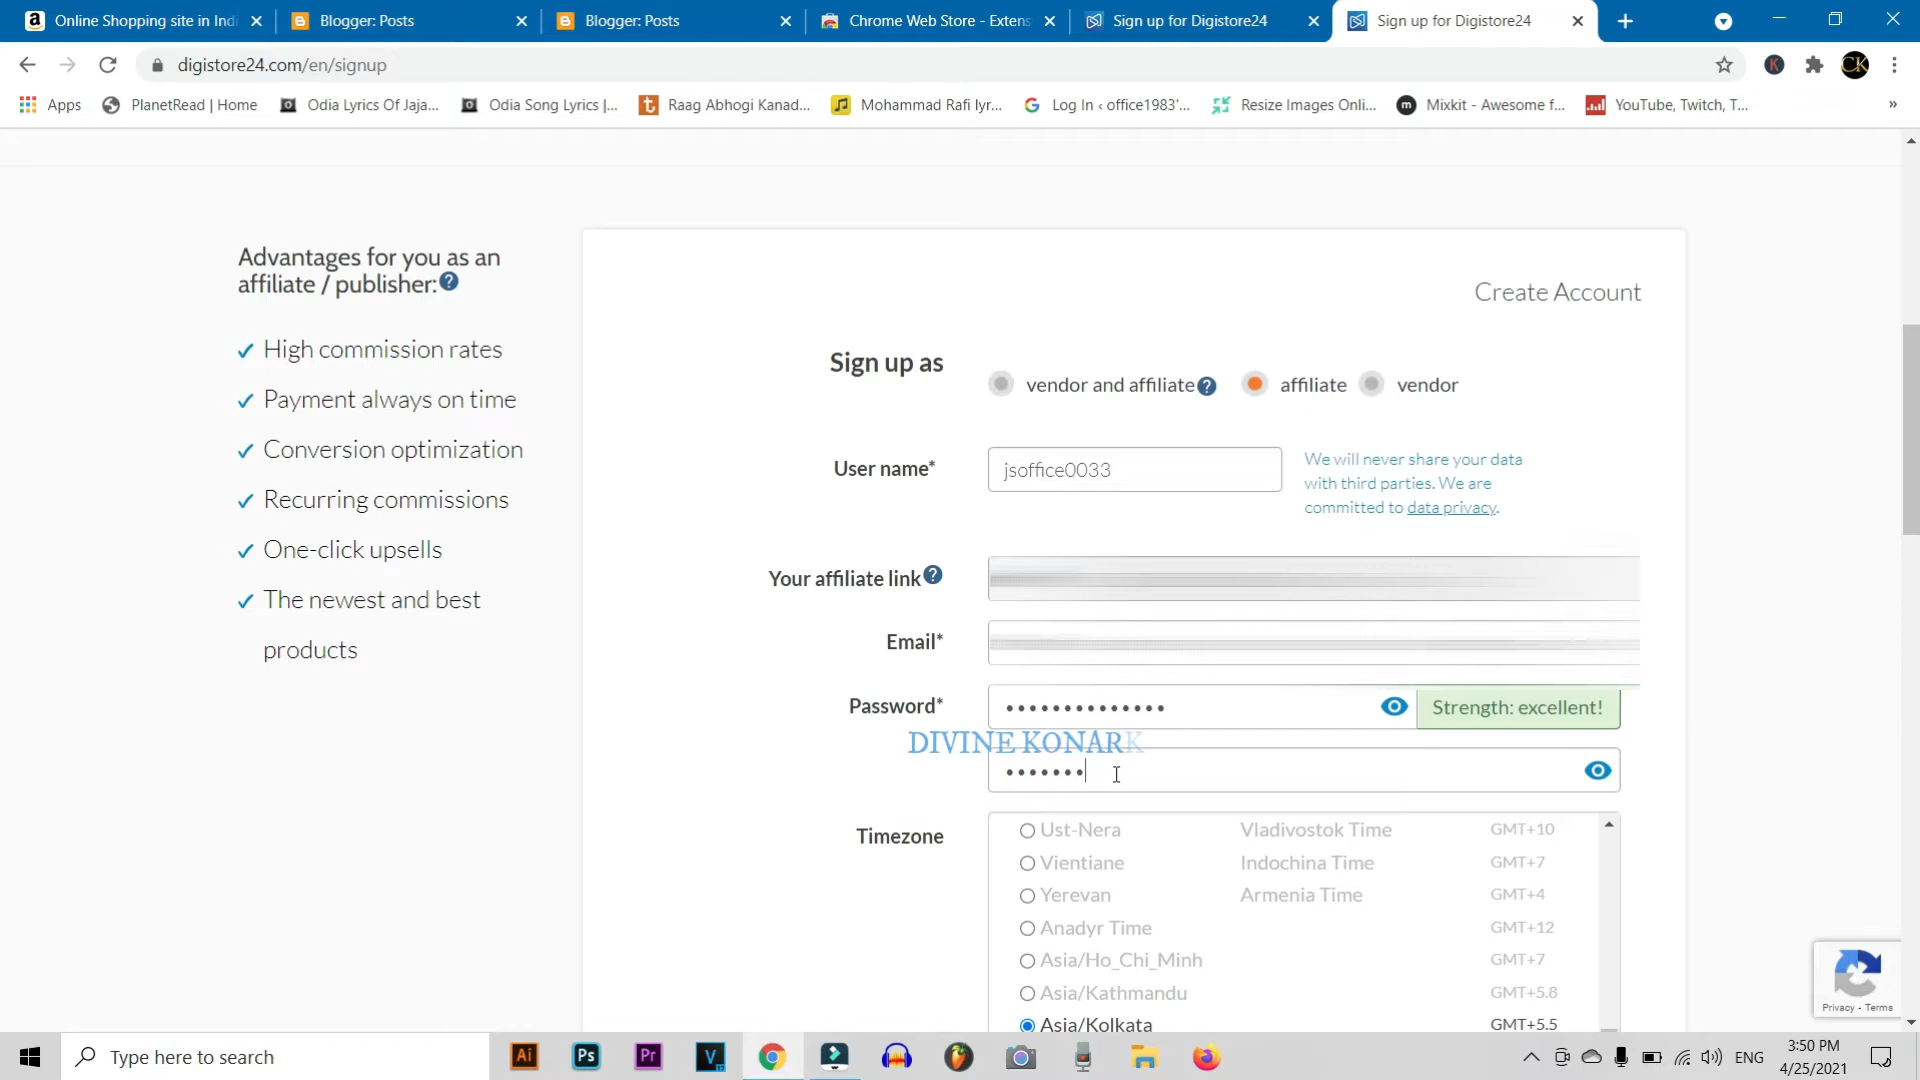 Online Shopping site in Indi
Blogger: Posts
Blogger: Posts
Chrome Web Store - Extens
Sign up for Digistore24
Sign up for Digistore24
digistore24.com/en/signup
Apps
PlanetRead | Home
Odia Lyrics Of Jaja...
Odia Song Lyrics |...
Raag Abhogi Kanad...
Mohammad Rafi lyr...
Log In ‹ office1983'...
Resize Images Onli...
Mixkit - Awesome f...
YouTube, Twitch, T...
»
Advantages for you as an
affiliate / publisher:
High commission rates
Payment always on time
Conversion optimization
Recurring commissions
One-click upsells
The newest and best
products
Create Account
Sign up as
vendor and affiliate
affiliate
vendor
User name*
jsoffice0033
We will never share your data
with third parties. We are
committed to data privacy.
Your affiliate link
Email*
Password*
Strength: excellent!
DIVINE KONARK
Timezone
Ust-Nera Vladivostok Time GMT+10
Vientiane Indochina Time GMT+7
Yerevan Armenia Time GMT+4
Anadyr Time GMT+12
Asia/Ho_Chi_Minh GMT+7
Asia/Kathmandu GMT+5.8
Asia/Kolkata GMT+5.5
Privacy - Terms
Type here to search
Ai
Ps
Pr
V
ENG
3:50 PM
4/25/2021